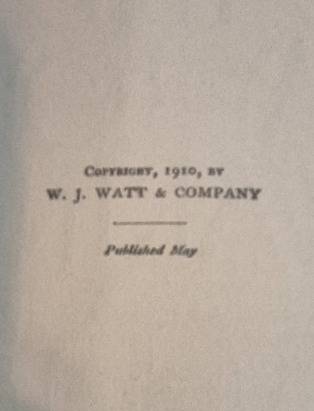 Copyright, 1910, by
W. J. WATT & COMPANY
Published May